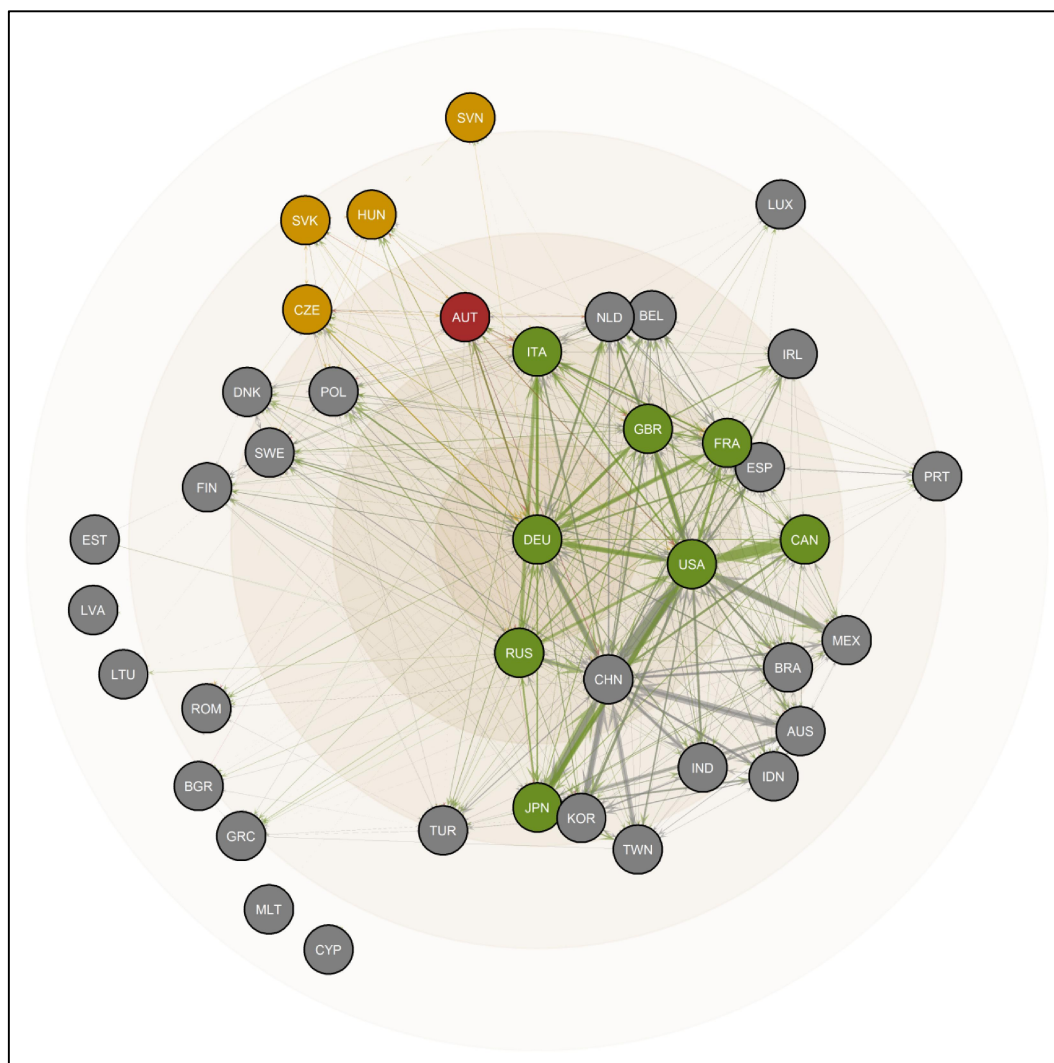 SVN
LUX
HUN
SVK
CZE
AUT
NLD
BEL
ITA
IRL
DNK
POL
GBR
FRA
SWE
ESP
PRT
FIN
EST
DEU
CAN
USA
LVA
MEX
RUS
BRA
LTU
CHN
ROM
AUS
IND
IDN
BGR
JPN
KOR
TUR
GRC
TWN
MLT
CYP